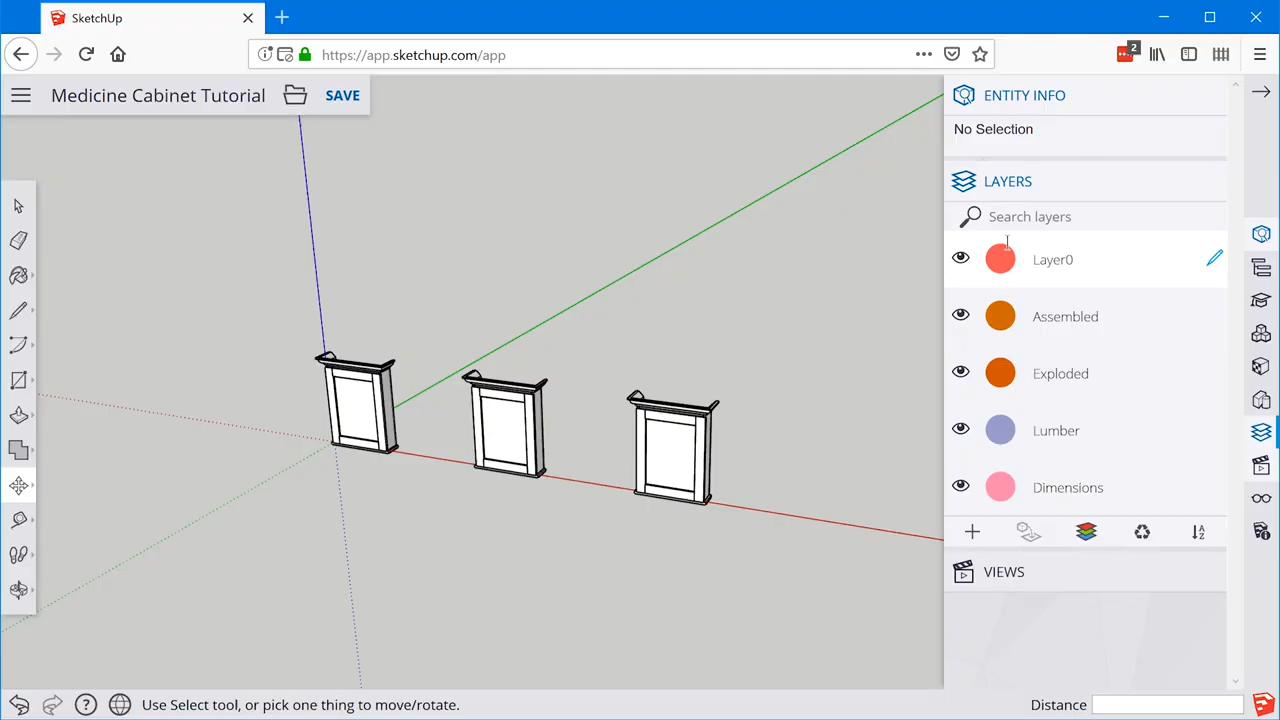 SketchUp
2
https://app.sketchup.com/app
Medicine Cabinet Tutorial
SAVE
ENTITY INFO
No Selection
LAYERS
Search layers
Layer0
Assembled
Exploded
Lumber
Dimensions
VIEWS
Use Select tool, or pick one thing to move/rotate.
Distance